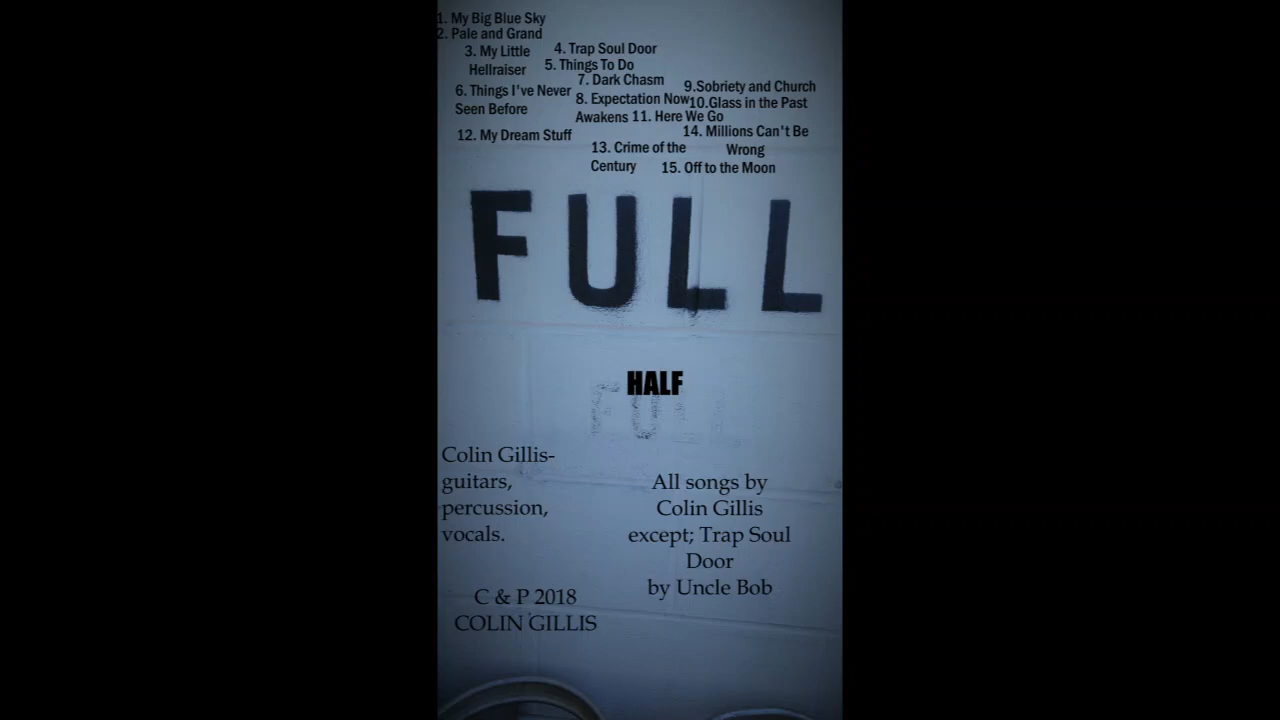 1. My Big Blue Sky
2. Pale and Grand
3. My Little
Hellraiser
4. Trap Soul Door
5. Things To Do
6. Things I've Never
Seen Before
7. Dark Chasm
8. Expectation Now
Awakens
9.Sobriety and Church
10.Glass in the Past
11. Here We Go
12. My Dream Stuff
13. Crime of the
Century
14. Millions Can't Be
Wrong
15. Off to the Moon
FULL
HALF
FULL
Colin Gillis-
guitars,
percussion,
vocals.
All songs by
Colin Gillis
except; Trap Soul
Door
by Uncle Bob
C & P 2018
COLIN GILLIS